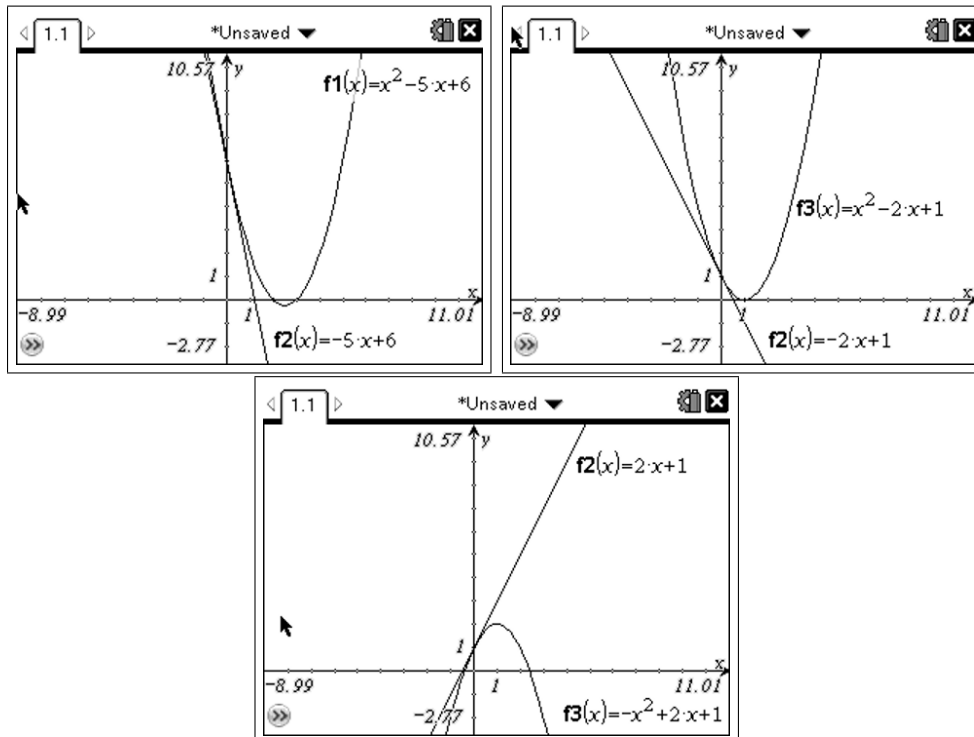 1.1 *Unsaved
10.57 y
f1(x)=x²-5·x+6
1
x
-8.99 1 11.01
-2.77 f2(x)=-5·x+6
1.1 *Unsaved
10.57 y
f3(x)=x²-2·x+1
1
x
-8.99 1 11.01
-2.77 f2(x)=-2·x+1
1.1 *Unsaved
10.57 y
f2(x)=2·x+1
1
x
-8.99 1 11.01
-2.77 f3(x)=-x²+2·x+1